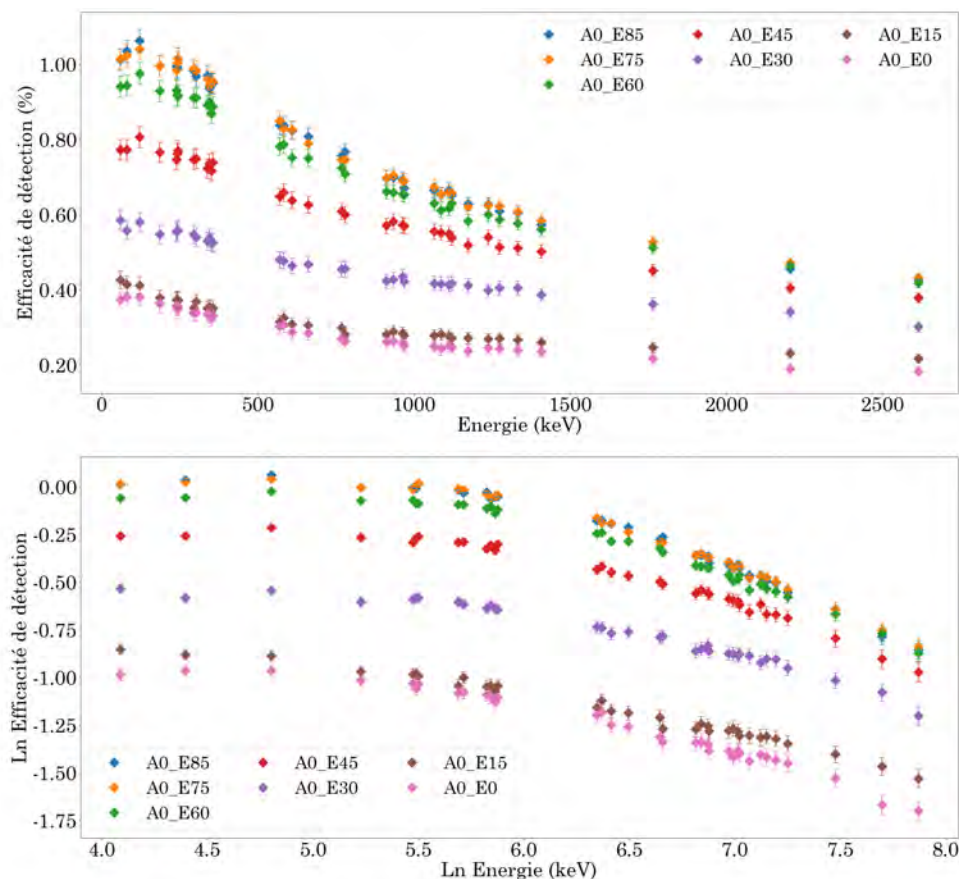 A0_E85 A0_E45 A0_E15
A0_E75 A0_E30 A0_E0
A0_E60
Efficacité de détection (%)
1.00
0.80
0.60
0.40
0.20
0 500 1000 1500 2000 2500
Energie (keV)
Ln Efficacité de détection
0.00
-0.25
-0.50
-0.75
-1.00
-1.25
-1.50
-1.75
A0_E85 A0_E45 A0_E15
A0_E75 A0_E30 A0_E0
A0_E60
4.0 4.5 5.0 5.5 6.0 6.5 7.0 7.5 8.0
Ln Energie (keV)